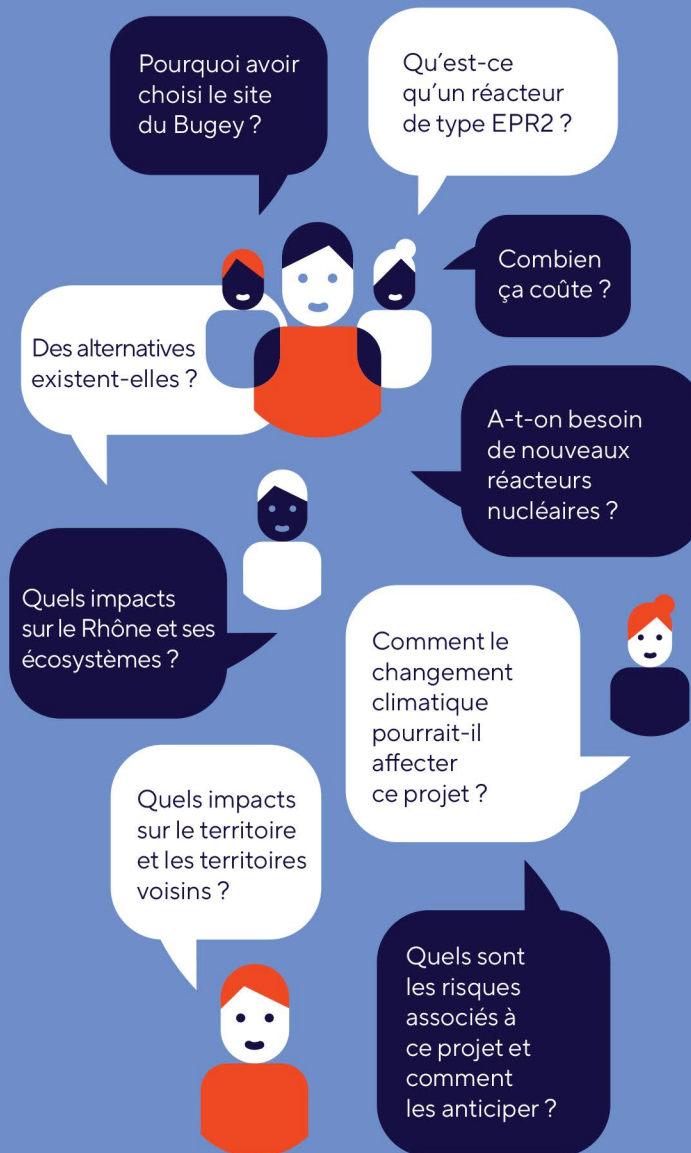 Pourquoi avoir
choisi le site
du Bugey ?
Qu'est-ce
qu'un réacteur
de type EPR2 ?
Combien
ça coûte ?
Des alternatives
existent-elles ?
A-t-on besoin
de nouveaux
réacteurs
nucléaires ?
Quels impacts
sur le Rhône et ses
écosystèmes ?
Comment le
changement
climatique
pourrait-il
affecter
ce projet ?
Quels impacts
sur le territoire
et les territoires
voisins ?
Quels sont
les risques
associés à
ce projet et
comment
les anticiper ?